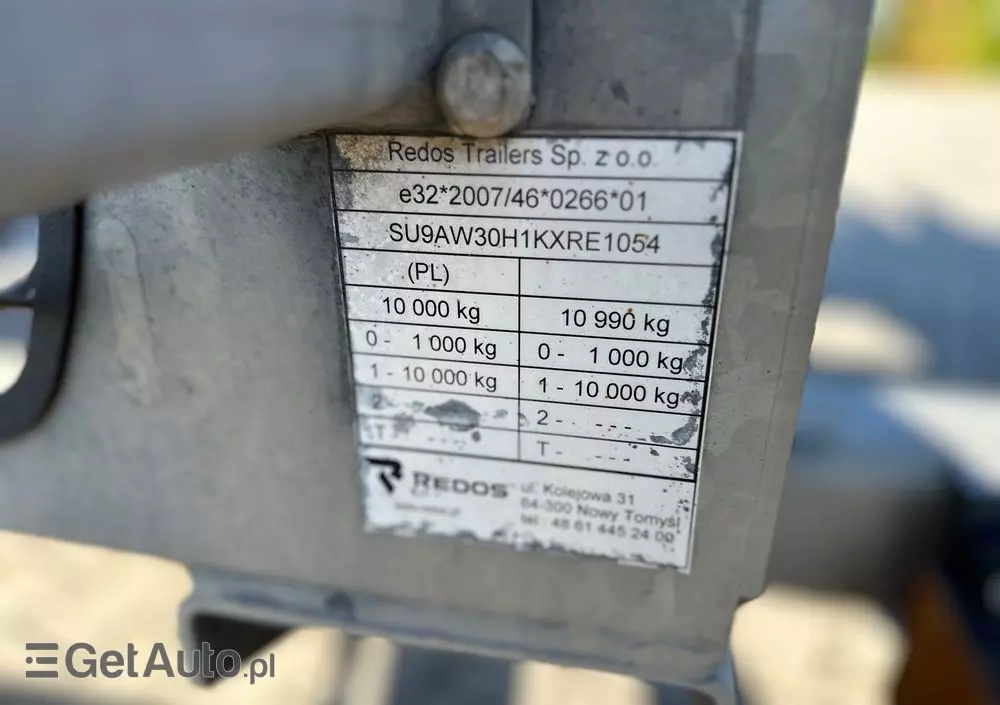 Redos Trailers Sp. z o.o.
e32*2007/46*0266*01
SU9AW30H1KXRE1054
(PL)
10 000 kg 10 990 kg
0 - 1 000 kg 0 - 1 000 kg
1 - 10 000 kg 1 - 10 000 kg
2 - 2 - - - -
T - - - - T - - - -
REDOS ul. Kolejowa 31
64-300 Nowy Tomyśl
tel : 48 61 445 24 00
GetAuto.pl